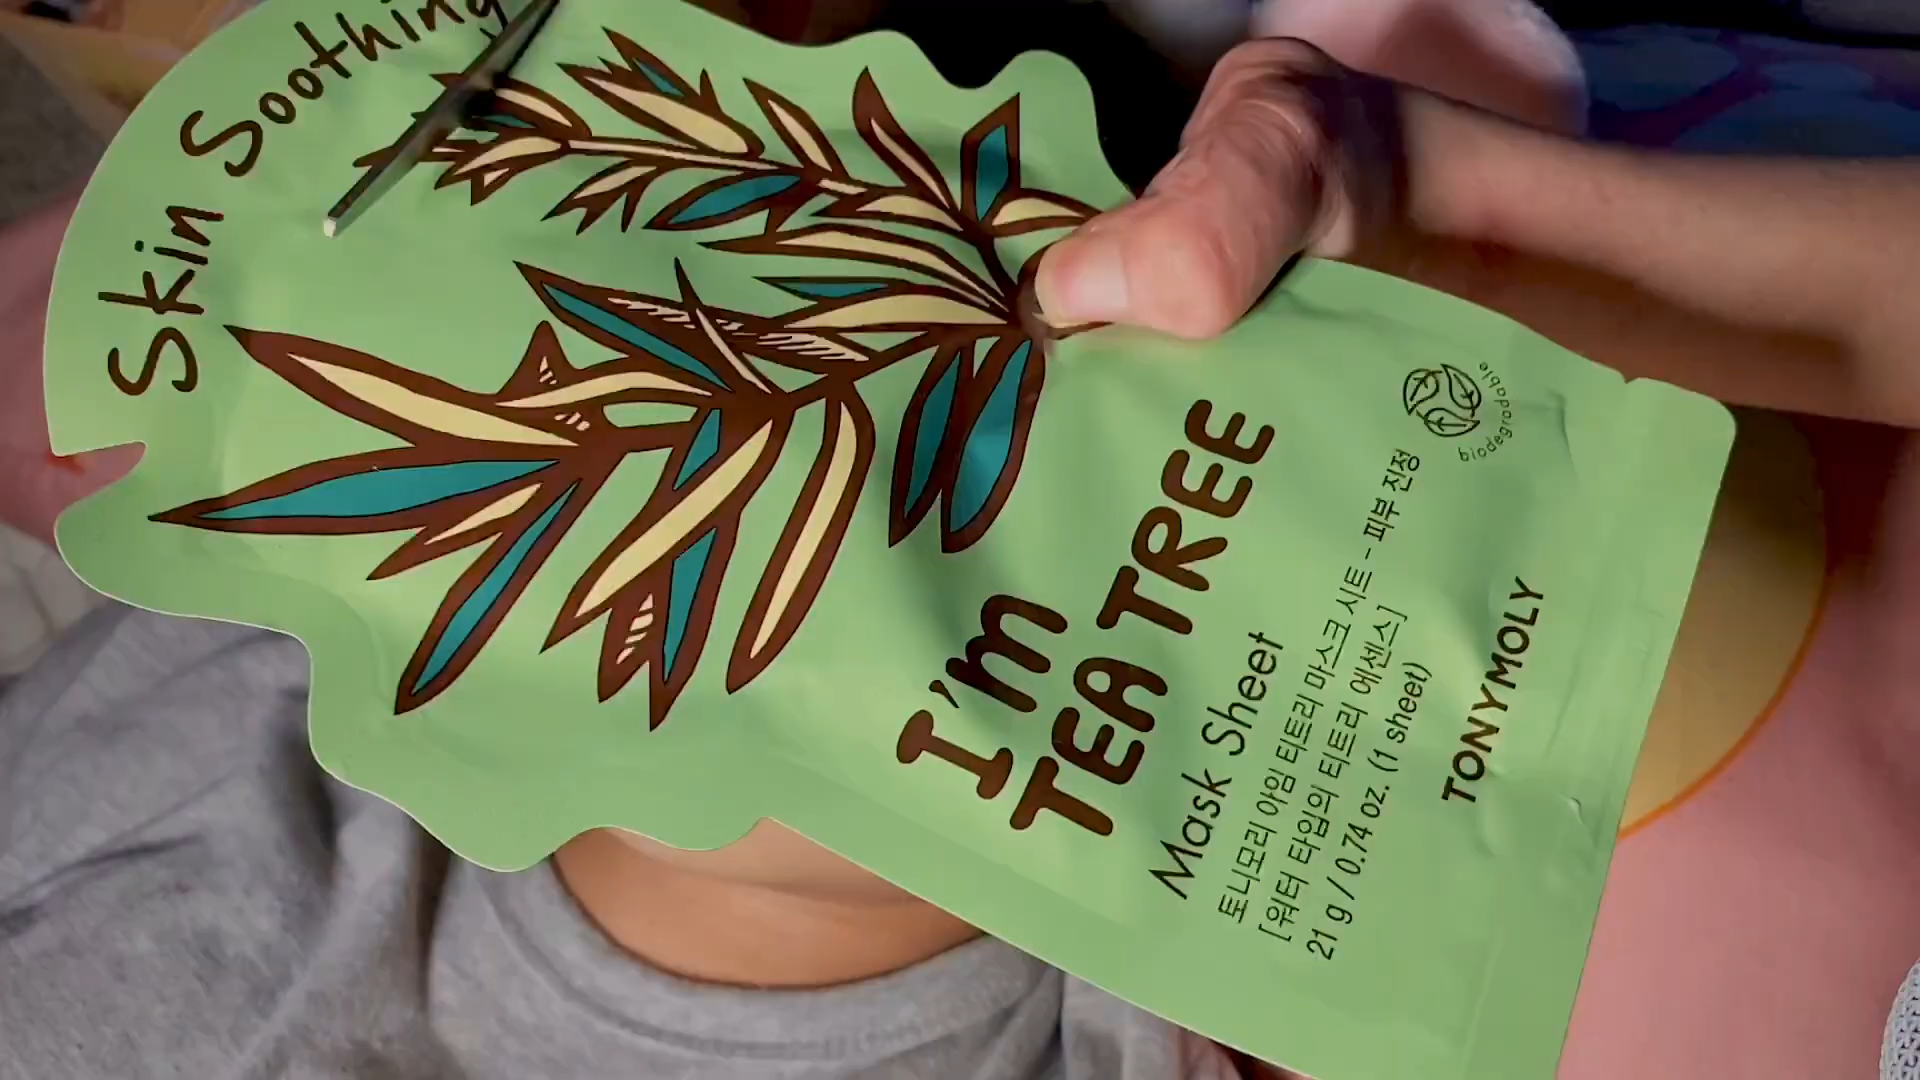 Skin Soothing
I'm
TEA TREE
Mask Sheet
토니모리 아임 티트리 마스크 시트 - 피부 진정
[워터 타입의 티트리 에센스]
21 g / 0.74 oz. (1 sheet)
biodegradable
TONYMOLY